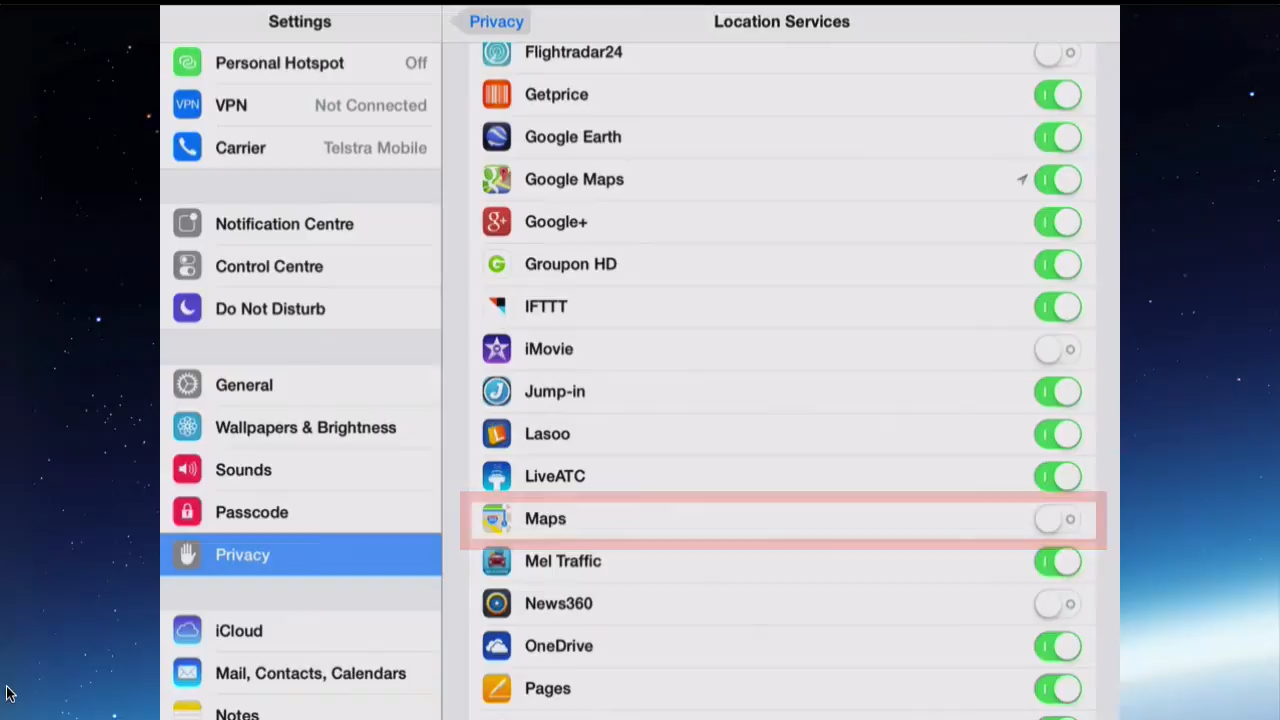 Settings
Personal Hotspot Off
VPN VPN Not Connected
Carrier Telstra Mobile
Notification Centre
Control Centre
Do Not Disturb
General
Wallpapers & Brightness
Sounds
Passcode
Privacy
iCloud
Mail, Contacts, Calendars
Notes
Privacy Location Services
Flightradar24
Getprice
Google Earth
Google Maps
Google+
Groupon HD
IFTTT
iMovie
Jump-in
Lasoo
LiveATC
Maps
Mel Traffic
News360
OneDrive
Pages